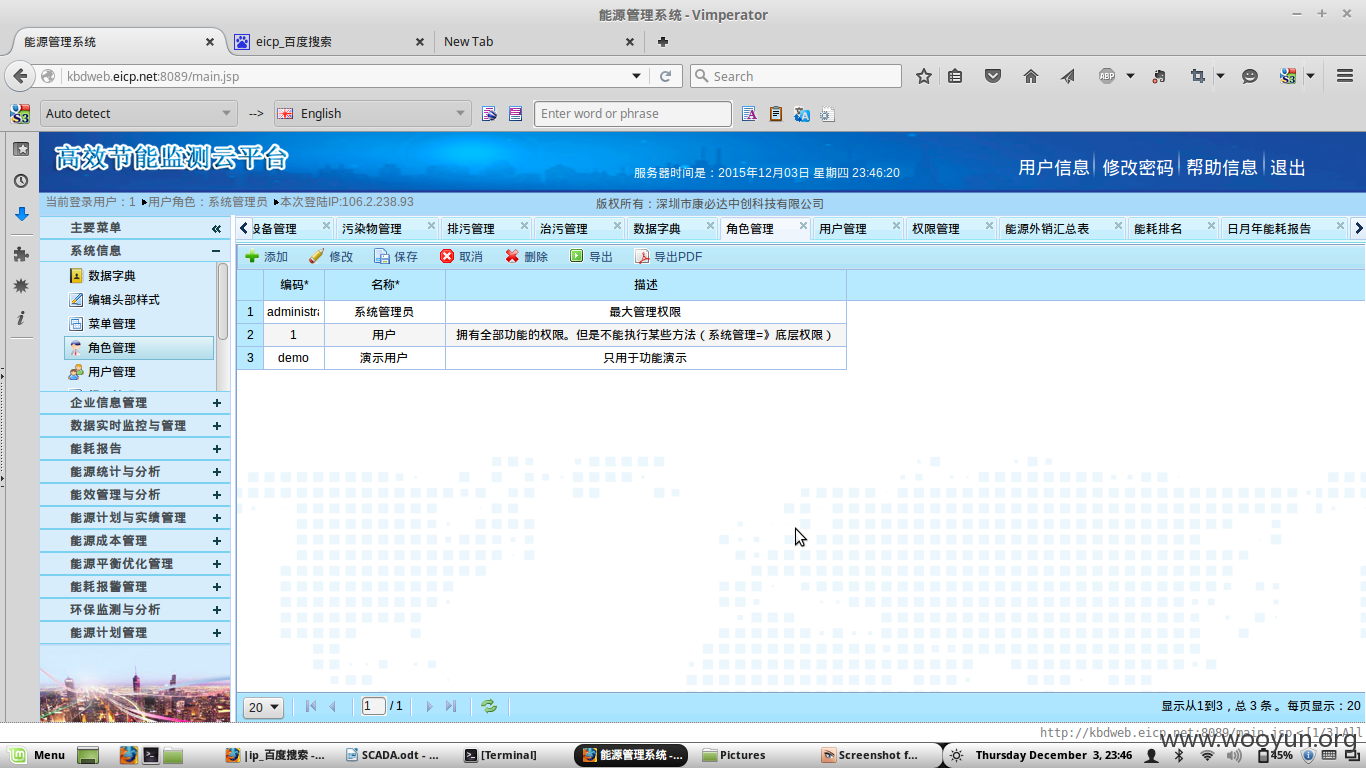 能源管理系统 - Vimperator
能源管理系统
eicp_百度搜索
New Tab
kbdweb.eicp.net:8089/main.jsp
Search
ABP
S3
Auto detect
-->
English
Enter word or phrase
高效节能监测云平台
服务器时间是：2015年12月03日 星期四 23:46:20
用户信息 修改密码 帮助信息 退出
当前登录用户：1 用户角色：系统管理员 本次登陆IP:106.2.238.93
版权所有：深圳市康必达中创科技有限公司
主要菜单
系统信息
数据字典
编辑头部样式
菜单管理
角色管理
用户管理
企业信息管理
数据实时监控与管理
能耗报告
能源统计与分析
能效管理与分析
能源计划与实绩管理
能源成本管理
能源平衡优化管理
能耗报警管理
环保监测与分析
能源计划管理
设备管理 污染物管理 排污管理 治污管理 数据字典 角色管理 用户管理 权限管理 能源外销汇总表 能耗排名 日月年能耗报告
添加 修改 保存 取消 删除 导出 导出PDF
编码* 名称* 描述
1 administra 系统管理员 最大管理权限
2 1 用户 拥有全部功能的权限。但是不能执行某些方法（系统管理=》底层权限）
3 demo 演示用户 只用于功能演示
20
1 / 1
显示从1到3，总 3 条 。每页显示：20
http://kbdweb.eicp.net:8089/main.jsp <[1/3]All
www.wooyun.org
Menu
|ip_百度搜索 -...
SCADA.odt - ...
[Terminal]
能源管理系统 -...
Pictures
Screenshot f...
Thursday December 3, 23:46
45%